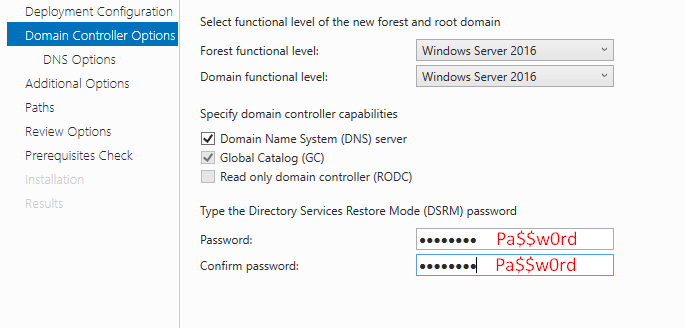 Deployment Configuration
Domain Controller Options
DNS Options
Additional Options
Paths
Review Options
Prerequisites Check
Installation
Results
Select functional level of the new forest and root domain
Forest functional level: Windows Server 2016
Domain functional level: Windows Server 2016
Specify domain controller capabilities
Domain Name System (DNS) server
Global Catalog (GC)
Read only domain controller (RODC)
Type the Directory Services Restore Mode (DSRM) password
Password: ●●●●●●●● Pa$$w0rd
Confirm password: ●●●●●●●● Pa$$w0rd